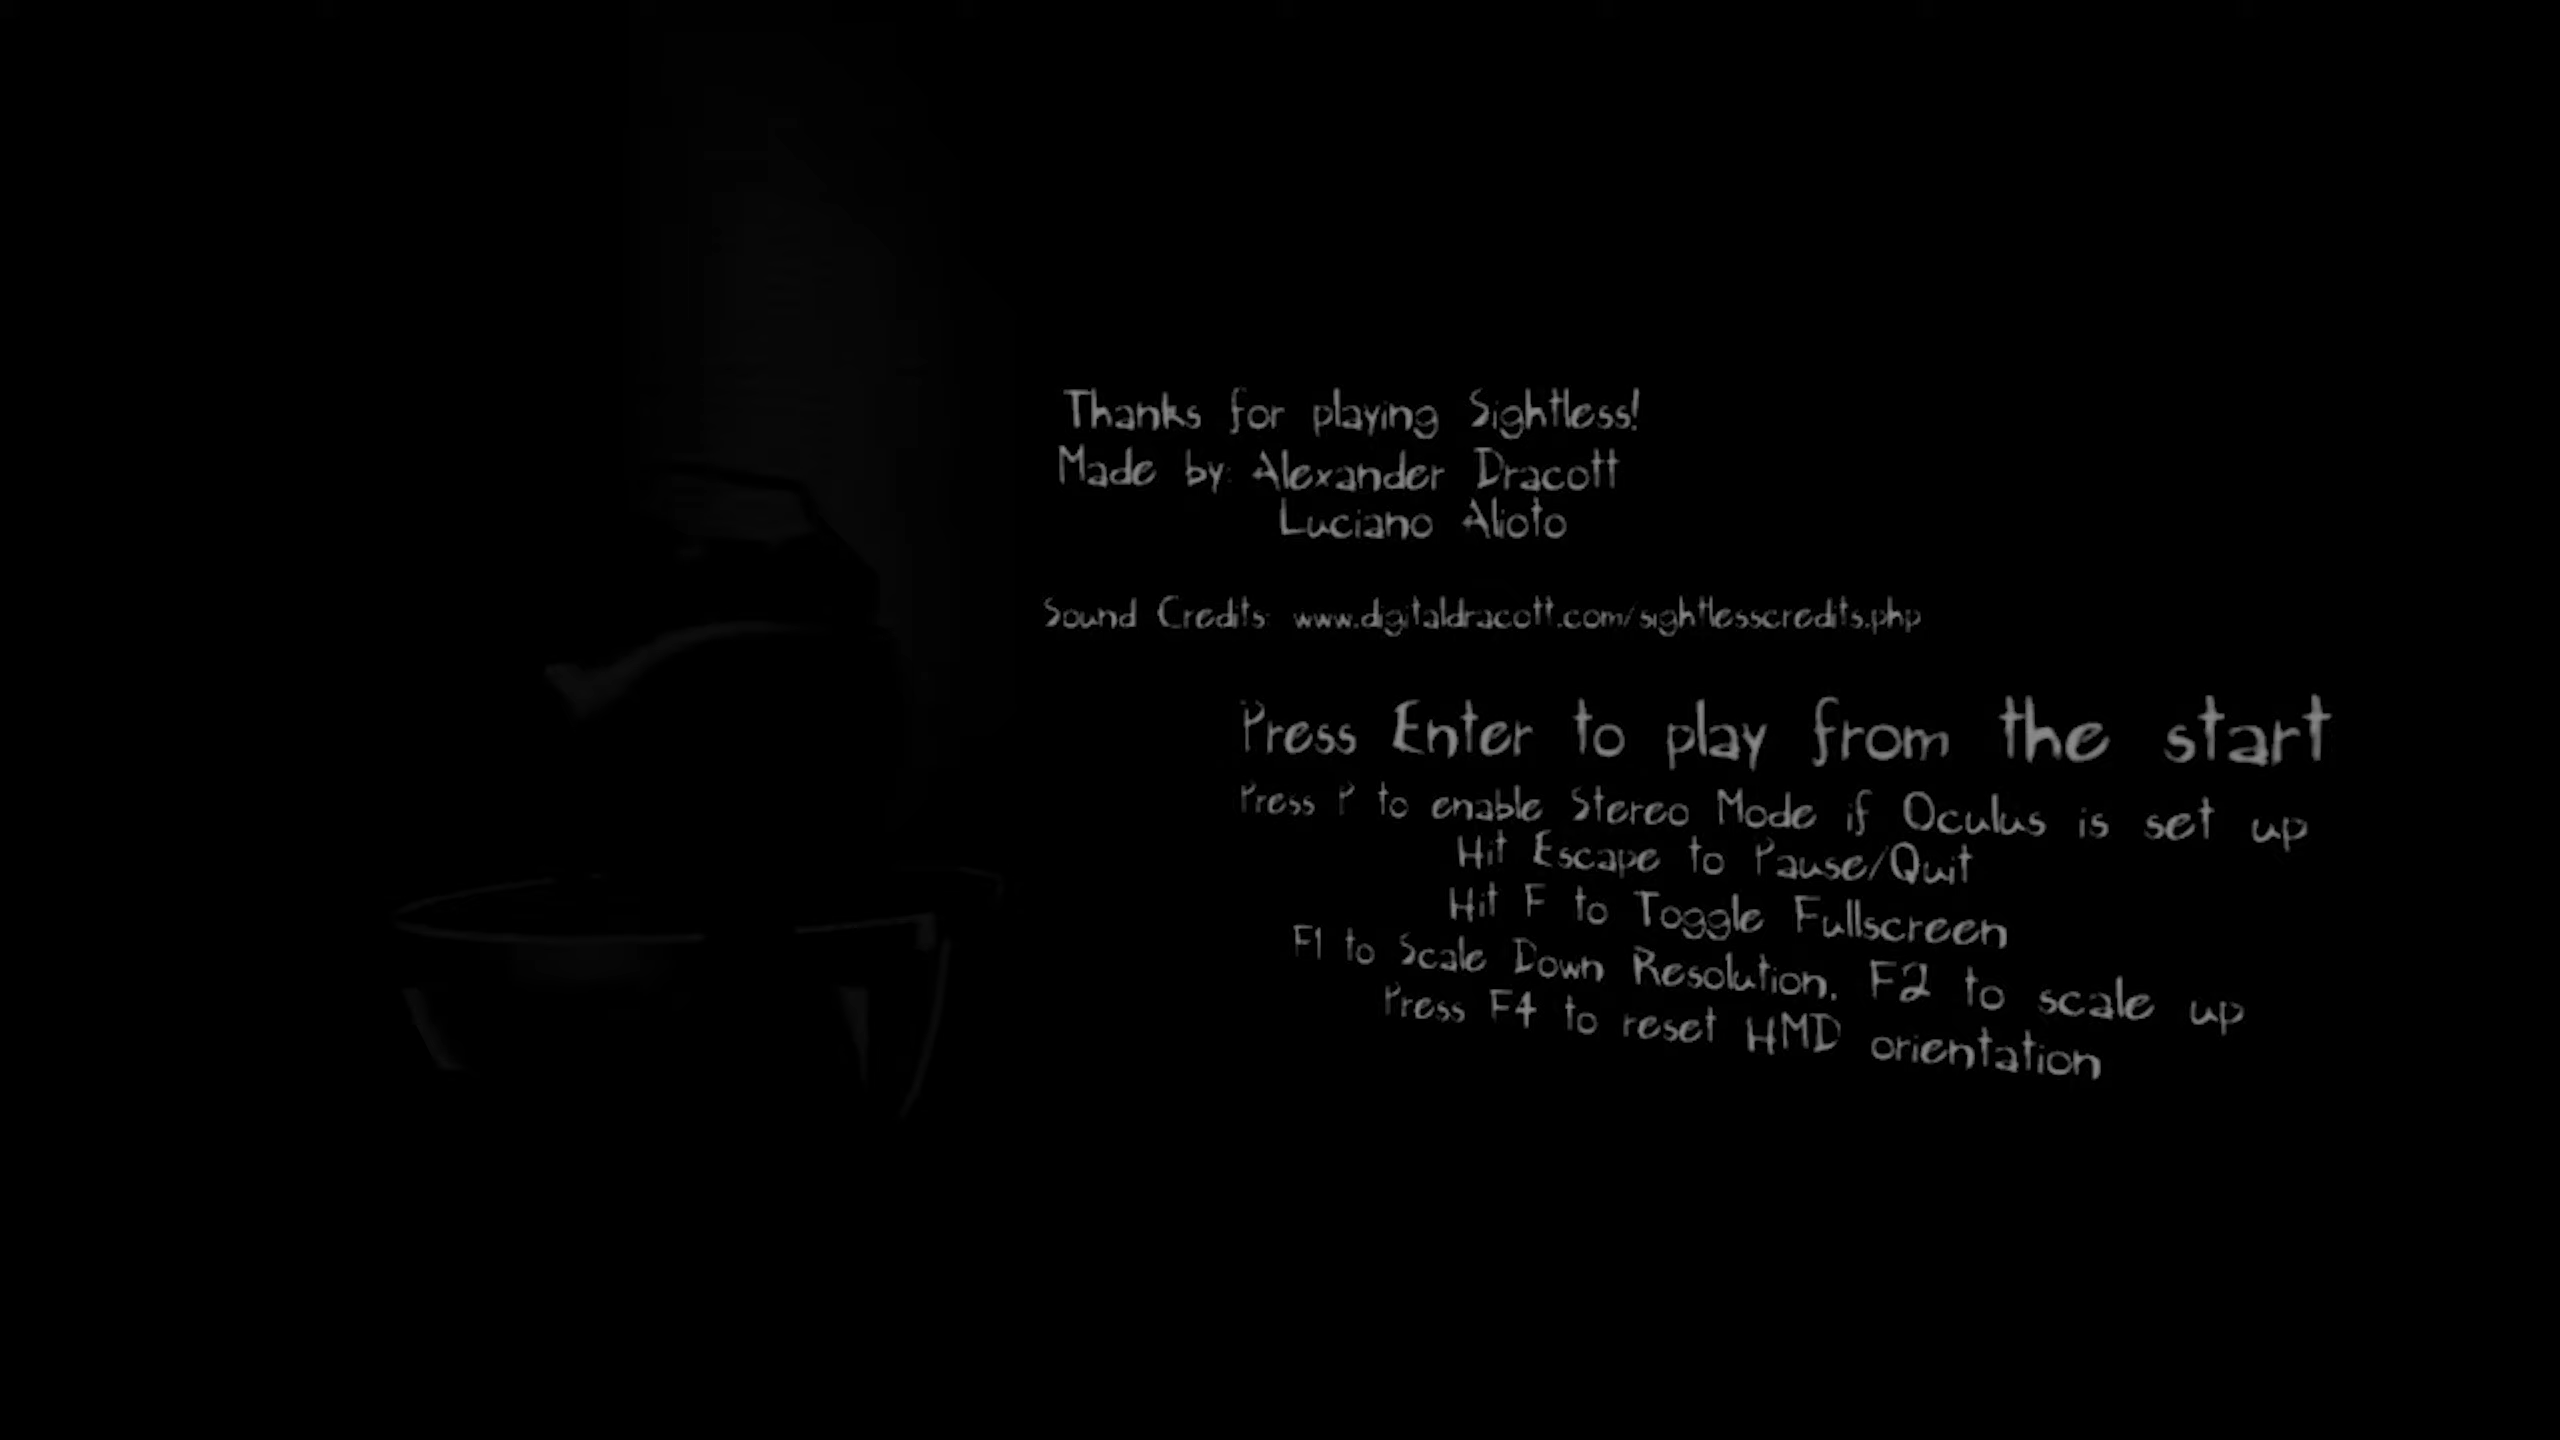 Thanks for playing Sightless!
Made by: Alexander Dracott
Luciano Alioto
Sound Credits: www.digitaldracott.com/sightlesscredits.php
Press Enter to play from the start
Press P to enable Stereo Mode if Oculus is set up
Hit Escape to Pause/Quit
Hit F to Toggle Fullscreen
F1 to Scale Down Resolution, F2 to scale up
Press F4 to reset HMD orientation